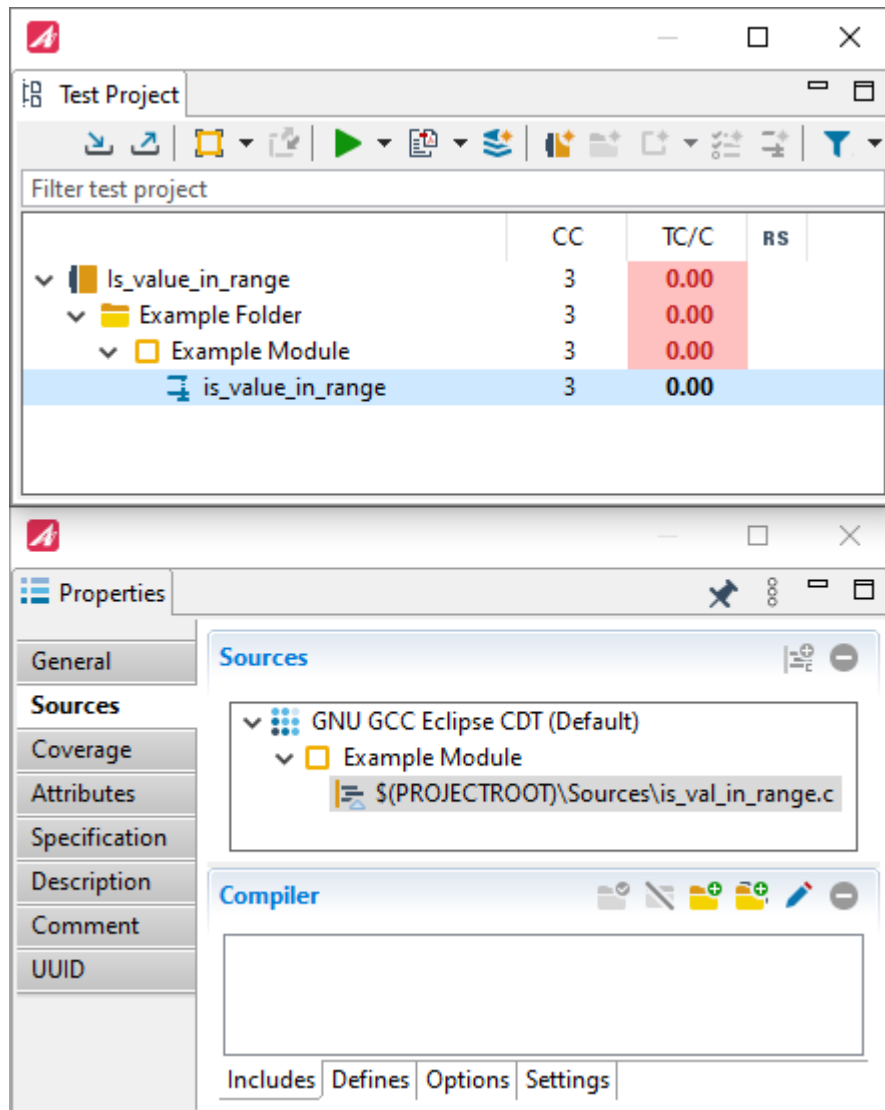 Test Project
Filter test project
CC TC/C RS
Is_value_in_range 3 0.00
Example Folder 3 0.00
Example Module 3 0.00
is_value_in_range 3 0.00
Properties
General
Sources
Coverage
Attributes
Specification
Description
Comment
UUID
Sources
GNU GCC Eclipse CDT (Default)
Example Module
$(PROJECTROOT)\Sources\is_val_in_range.c
Compiler
Includes Defines Options Settings